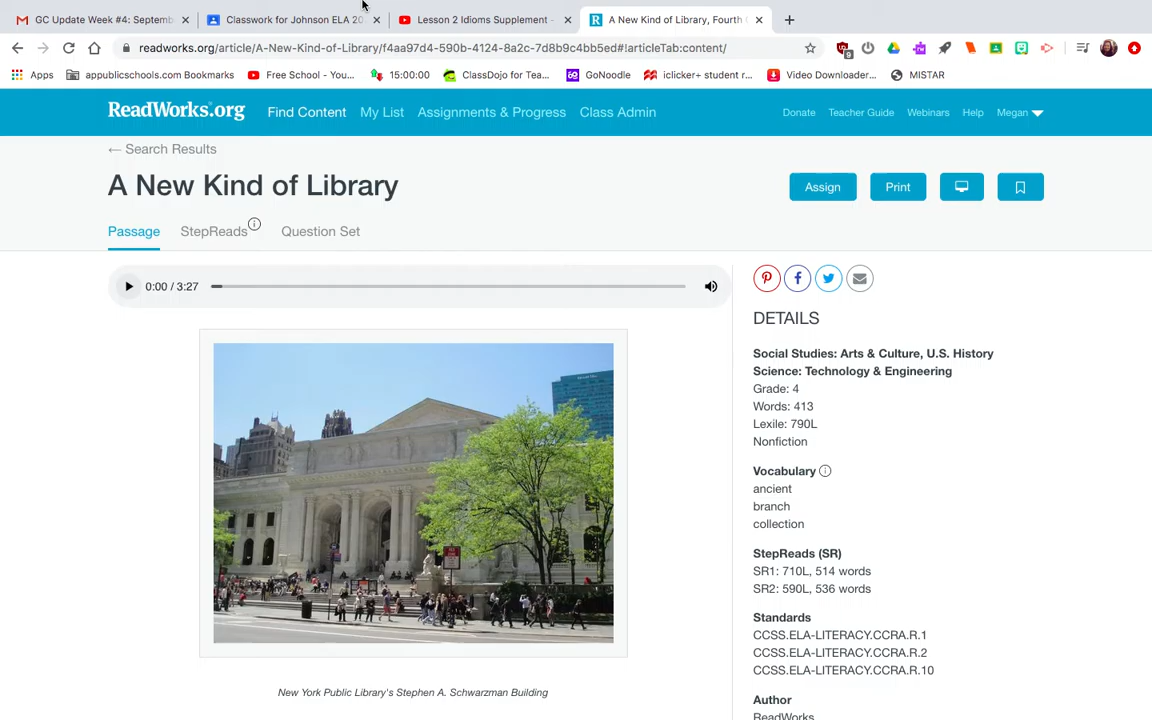 GC Update Week #4: Septemb
Classwork for Johnson ELA 20
Lesson 2 Idioms Supplement -
A New Kind of Library, Fourth
readworks.org/article/A-New-Kind-of-Library/f4aa97d4-590b-4124-8a2c-7d8b9c4bb5ed#!articleTab:content/
Apps
appublicschools.com Bookmarks
Free School - You...
15:00:00
ClassDojo for Tea...
GoNoodle
iclicker+ student r...
Video Downloader...
MISTAR
ReadWorks.org
Find Content
My List
Assignments & Progress
Class Admin
Donate
Teacher Guide
Webinars
Help
Megan
← Search Results
A New Kind of Library
Assign
Print
Passage
StepReads
Question Set
0:00 / 3:27
New York Public Library's Stephen A. Schwarzman Building
DETAILS
Social Studies: Arts & Culture, U.S. History
Science: Technology & Engineering
Grade: 4
Words: 413
Lexile: 790L
Nonfiction
Vocabulary
ancient
branch
collection
StepReads (SR)
SR1: 710L, 514 words
SR2: 590L, 536 words
Standards
CCSS.ELA-LITERACY.CCRA.R.1
CCSS.ELA-LITERACY.CCRA.R.2
CCSS.ELA-LITERACY.CCRA.R.10
Author
ReadWorks